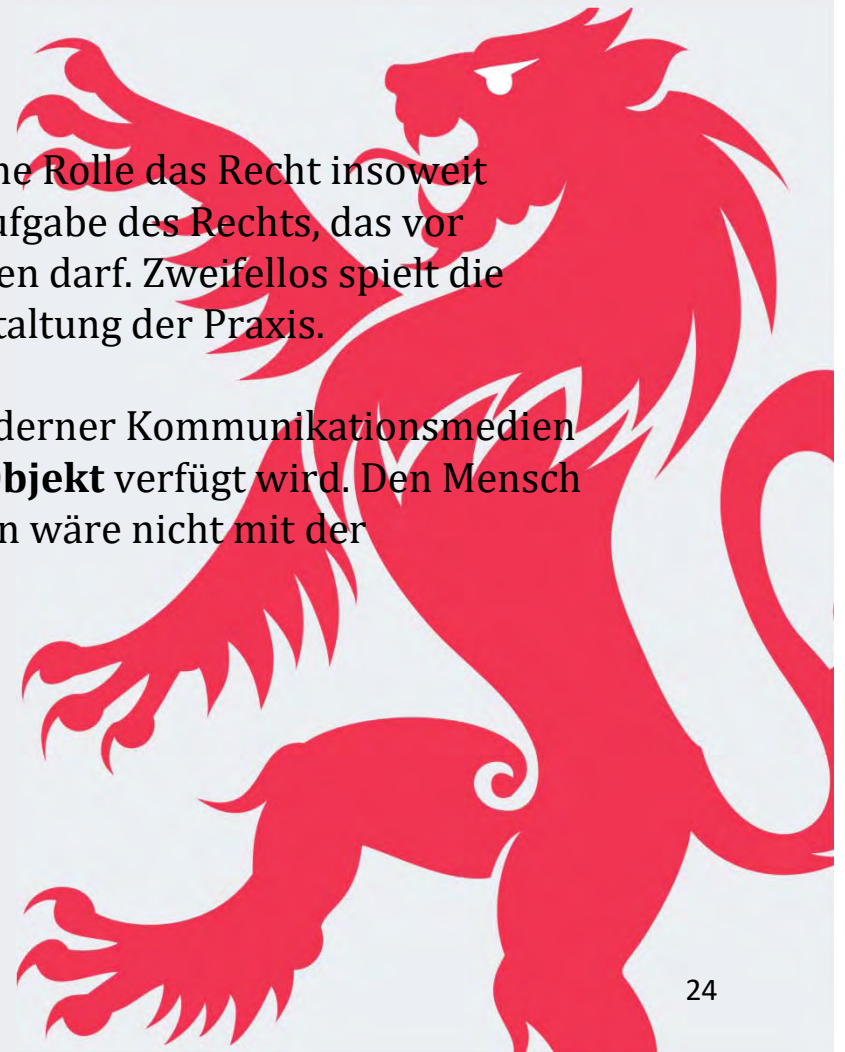 ne Rolle das Recht insoweit
ufgabe des Rechts, das vor
en darf. Zweifellos spielt die
taltung der Praxis.
derner Kommunikationsmedien
bjekt verfügt wird. Den Mensch
n wäre nicht mit der
24